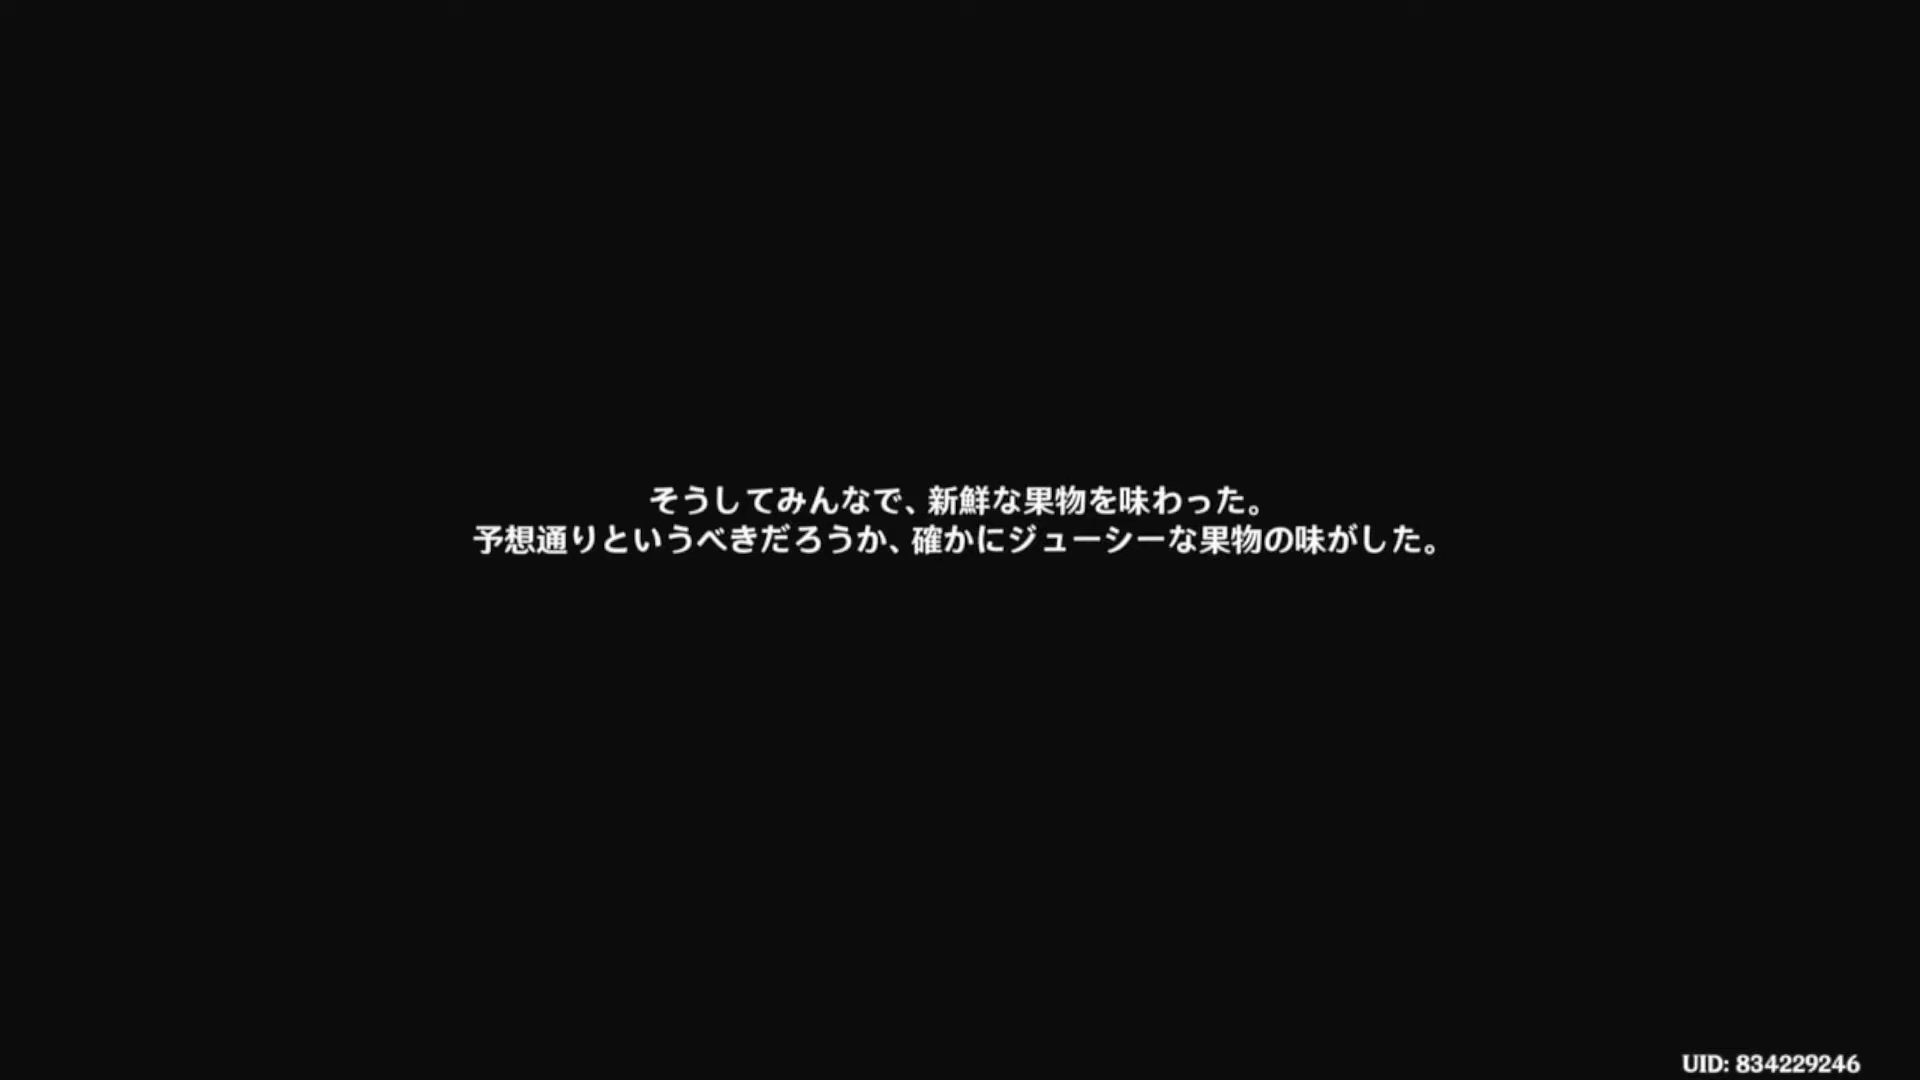 そうしてみんなで、新鮮な果物を味わった。
予想通りというべきだろうか、確かにジューシーな果物の味がした。
UID: 834229246